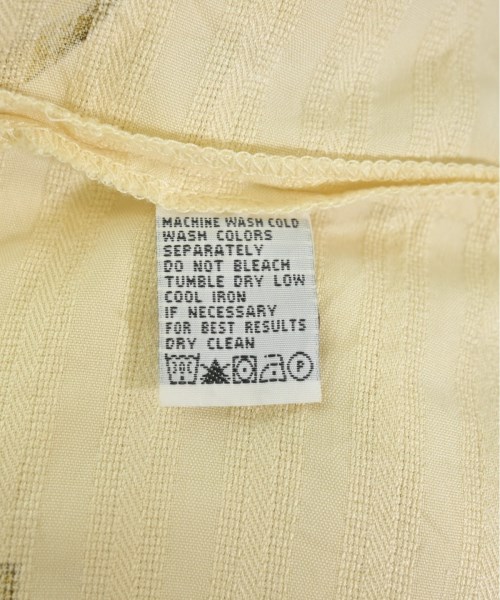 MACHINE WASH COLD
WASH COLORS
SEPARATELY
DO NOT BLEACH
TUMBLE DRY LOW
COOL IRON
IF NECESSARY
FOR BEST RESULTS
DRY CLEAN
30C P